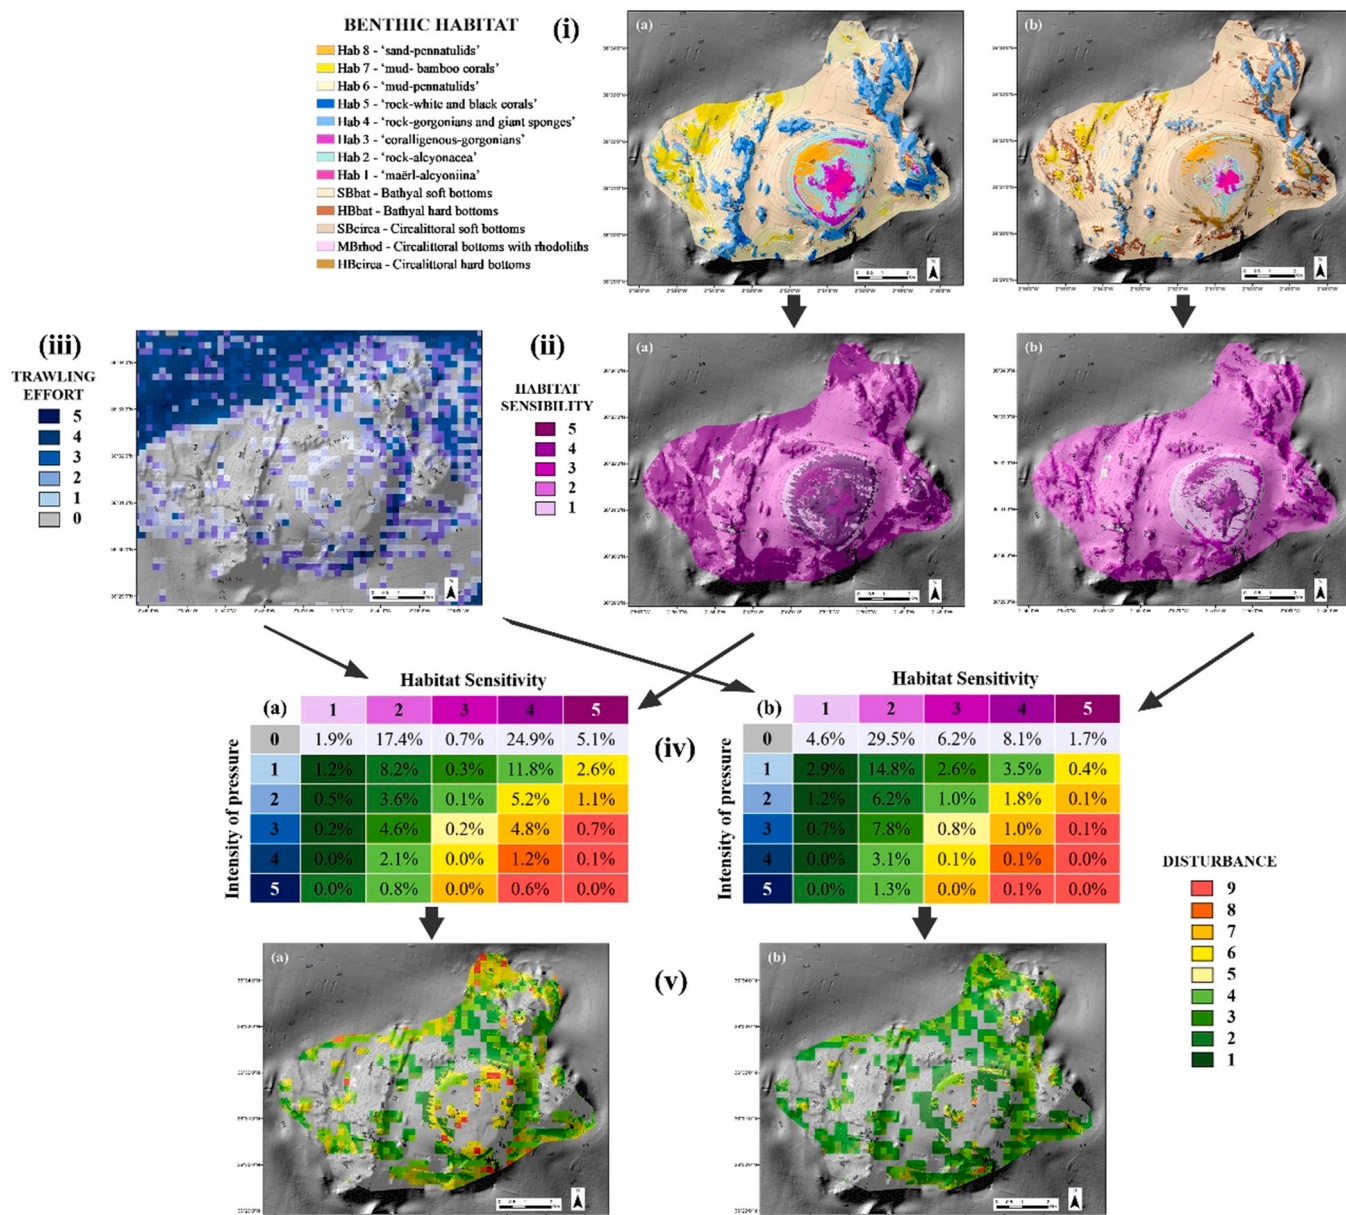 BENTHIC HABITAT
Hab 8 - ‘sand-pennatulids’
Hab 7 - ‘mud- bamboo corals’
Hab 6 - ‘mud-pennatulids’
Hab 5 - ‘rock-white and black corals’
Hab 4 - ‘rock-gorgonians and giant sponges’
Hab 3 - ‘coralligenous-gorgonians’
Hab 2 - ‘rock-alcyonacea’
Hab 1 - ‘maërl-alcyoniina’
SBbat - Bathyal soft bottoms
HBbat - Bathyal hard bottoms
SBcirca - Circalittoral soft bottoms
MBrhod - Circalittoral bottoms with rhodoliths
HBcirca - Circalittoral hard bottoms
(i)
(a)
(b)
(iii)
TRAWLING
EFFORT
5
4
3
2
1
0
(ii)
HABITAT
SENSIBILITY
5
4
3
2
1
(a)
(b)
Habitat Sensitivity
(a) 1 2 3 4 5
Intensity of pressure
0 1.9% 17.4% 0.7% 24.9% 5.1%
1 1.2% 8.2% 0.3% 11.8% 2.6%
2 0.5% 3.6% 0.1% 5.2% 1.1%
3 0.2% 4.6% 0.2% 4.8% 0.7%
4 0.0% 2.1% 0.0% 1.2% 0.1%
5 0.0% 0.8% 0.0% 0.6% 0.0%
(iv)
Habitat Sensitivity
(b) 1 2 3 4 5
Intensity of pressure
0 4.6% 29.5% 6.2% 8.1% 1.7%
1 2.9% 14.8% 2.6% 3.5% 0.4%
2 1.2% 6.2% 1.0% 1.8% 0.1%
3 0.7% 7.8% 0.8% 1.0% 0.1%
4 0.0% 3.1% 0.1% 0.1% 0.0%
5 0.0% 1.3% 0.0% 0.1% 0.0%
DISTURBANCE
9
8
7
6
5
4
3
2
1
(a)
(v)
(b)